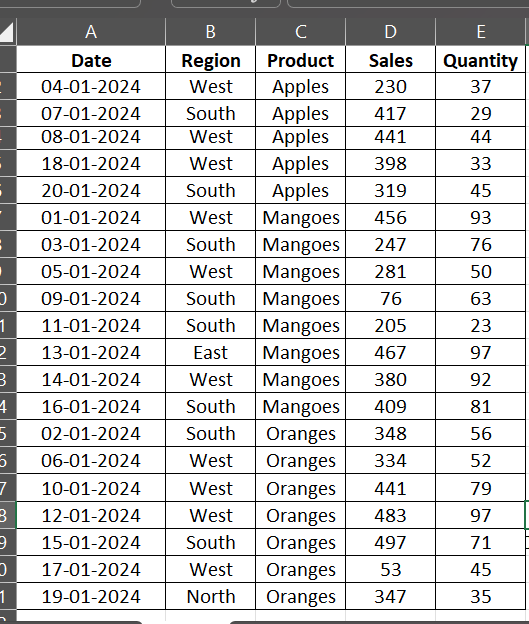 A B C D E
Date Region Product Sales Quantity
04-01-2024 West Apples 230 37
07-01-2024 South Apples 417 29
08-01-2024 West Apples 441 44
18-01-2024 West Apples 398 33
20-01-2024 South Apples 319 45
01-01-2024 West Mangoes 456 93
03-01-2024 South Mangoes 247 76
05-01-2024 West Mangoes 281 50
09-01-2024 South Mangoes 76 63
11-01-2024 South Mangoes 205 23
13-01-2024 East Mangoes 467 97
14-01-2024 West Mangoes 380 92
16-01-2024 South Mangoes 409 81
02-01-2024 South Oranges 348 56
06-01-2024 West Oranges 334 52
10-01-2024 West Oranges 441 79
12-01-2024 West Oranges 483 97
15-01-2024 South Oranges 497 71
17-01-2024 West Oranges 53 45
19-01-2024 North Oranges 347 35